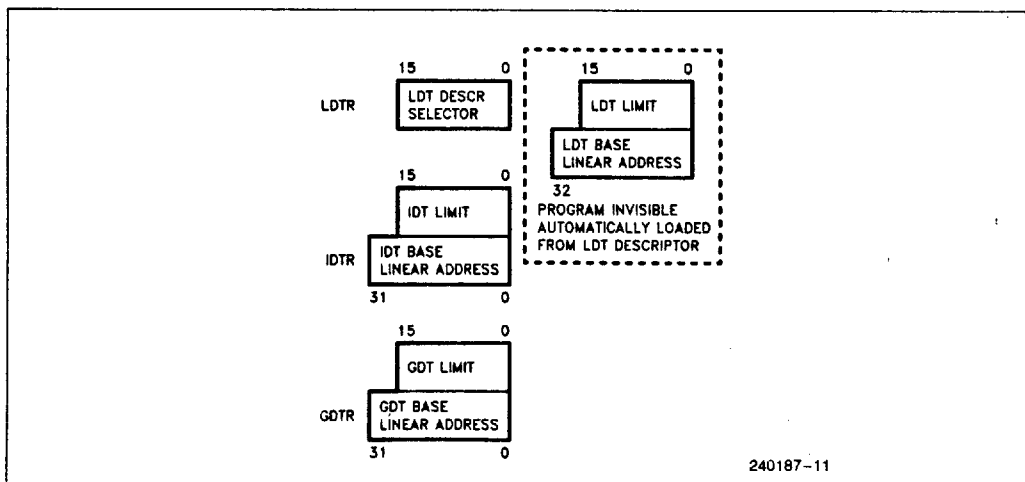 LDTR
15 0
LDT DESCR
SELECTOR
15 0
LDT LIMIT
LDT BASE
LINEAR ADDRESS
32
PROGRAM INVISIBLE
AUTOMATICALLY LOADED
FROM LDT DESCRIPTOR
IDTR
15 0
IDT LIMIT
IDT BASE
LINEAR ADDRESS
31 0
GDTR
15 0
GDT LIMIT
GDT BASE
LINEAR ADDRESS
31 0
240187-11